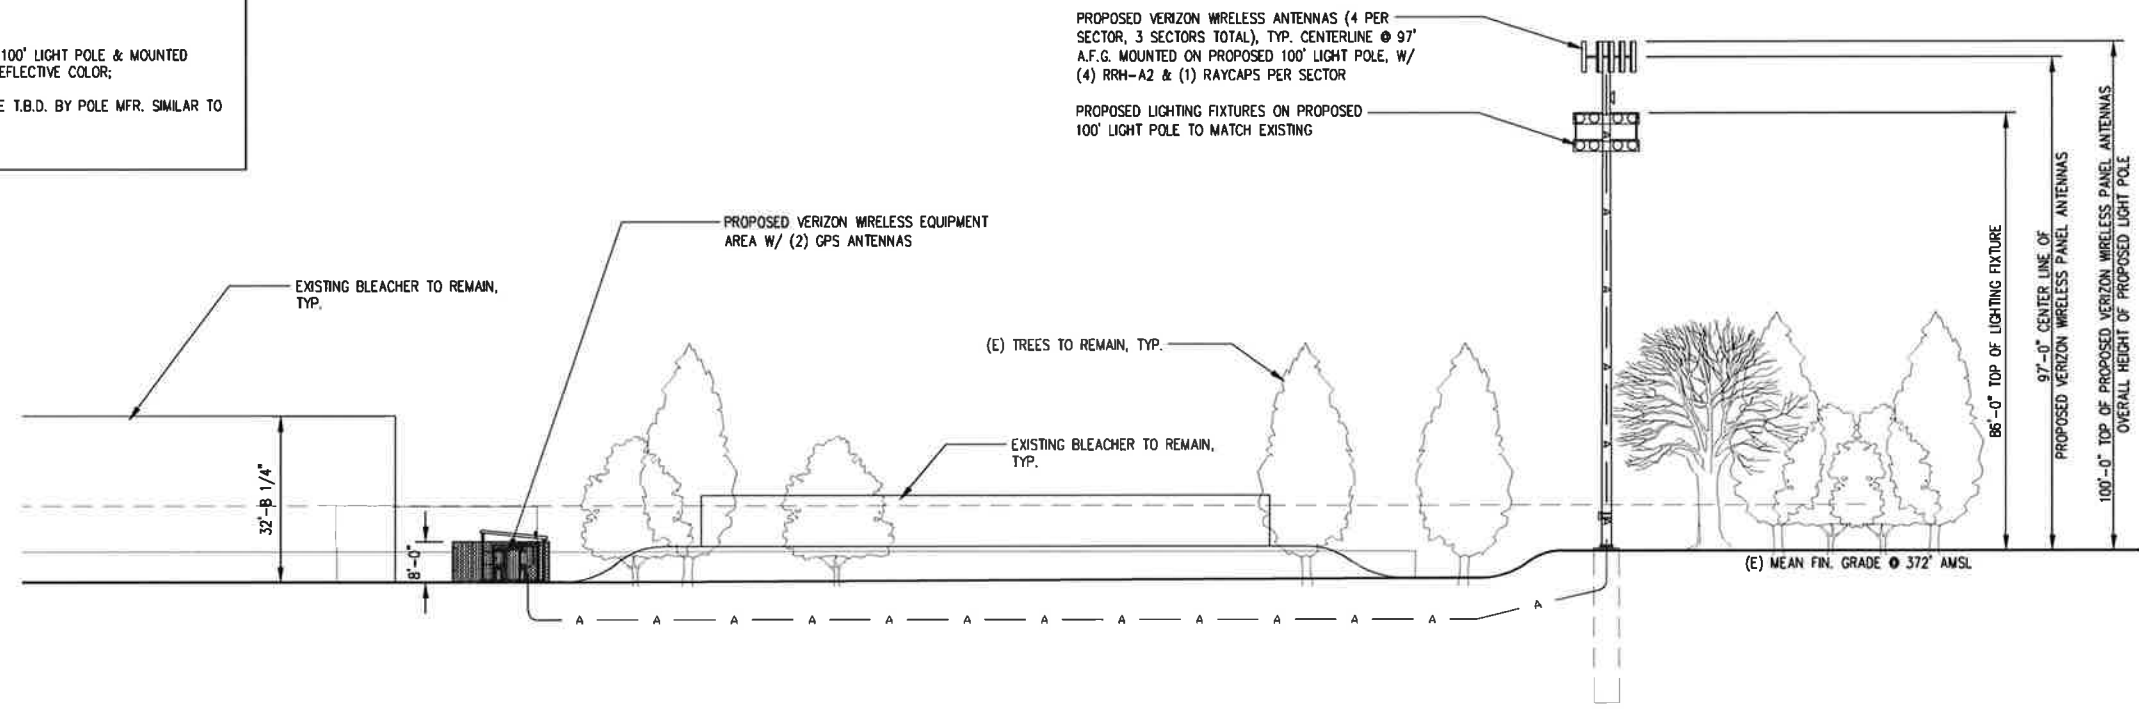 100' LIGHT POLE & MOUNTED
EFLECTIVE COLOR;
E T.B.D. BY POLE MFR. SIMILAR TO
PROPOSED VERIZON WIRELESS ANTENNAS (4 PER
SECTOR, 3 SECTORS TOTAL), TYP. CENTERLINE @ 97'
A.F.G. MOUNTED ON PROPOSED 100' LIGHT POLE, W/
(4) RRH-A2 & (1) RAYCAPS PER SECTOR
PROPOSED LIGHTING FIXTURES ON PROPOSED
100' LIGHT POLE TO MATCH EXISTING
PROPOSED VERIZON WIRELESS EQUIPMENT
AREA W/ (2) GPS ANTENNAS
EXISTING BLEACHER TO REMAIN,
TYP.
(E) TREES TO REMAIN, TYP.
EXISTING BLEACHER TO REMAIN,
TYP.
32'-8 1/4"
8'-0"
86'-0" TOP OF LIGHTING FIXTURE
97'-0" CENTER LINE OF
PROPOSED VERIZON WIRELESS PANEL ANTENNAS
100'-0" TOP OF PROPOSED VERIZON WIRELESS PANEL ANTENNAS
OVERALL HEIGHT OF PROPOSED LIGHT POLE
(E) MEAN FIN. GRADE @ 372' AMSL
A A A A A A A A A A A A A